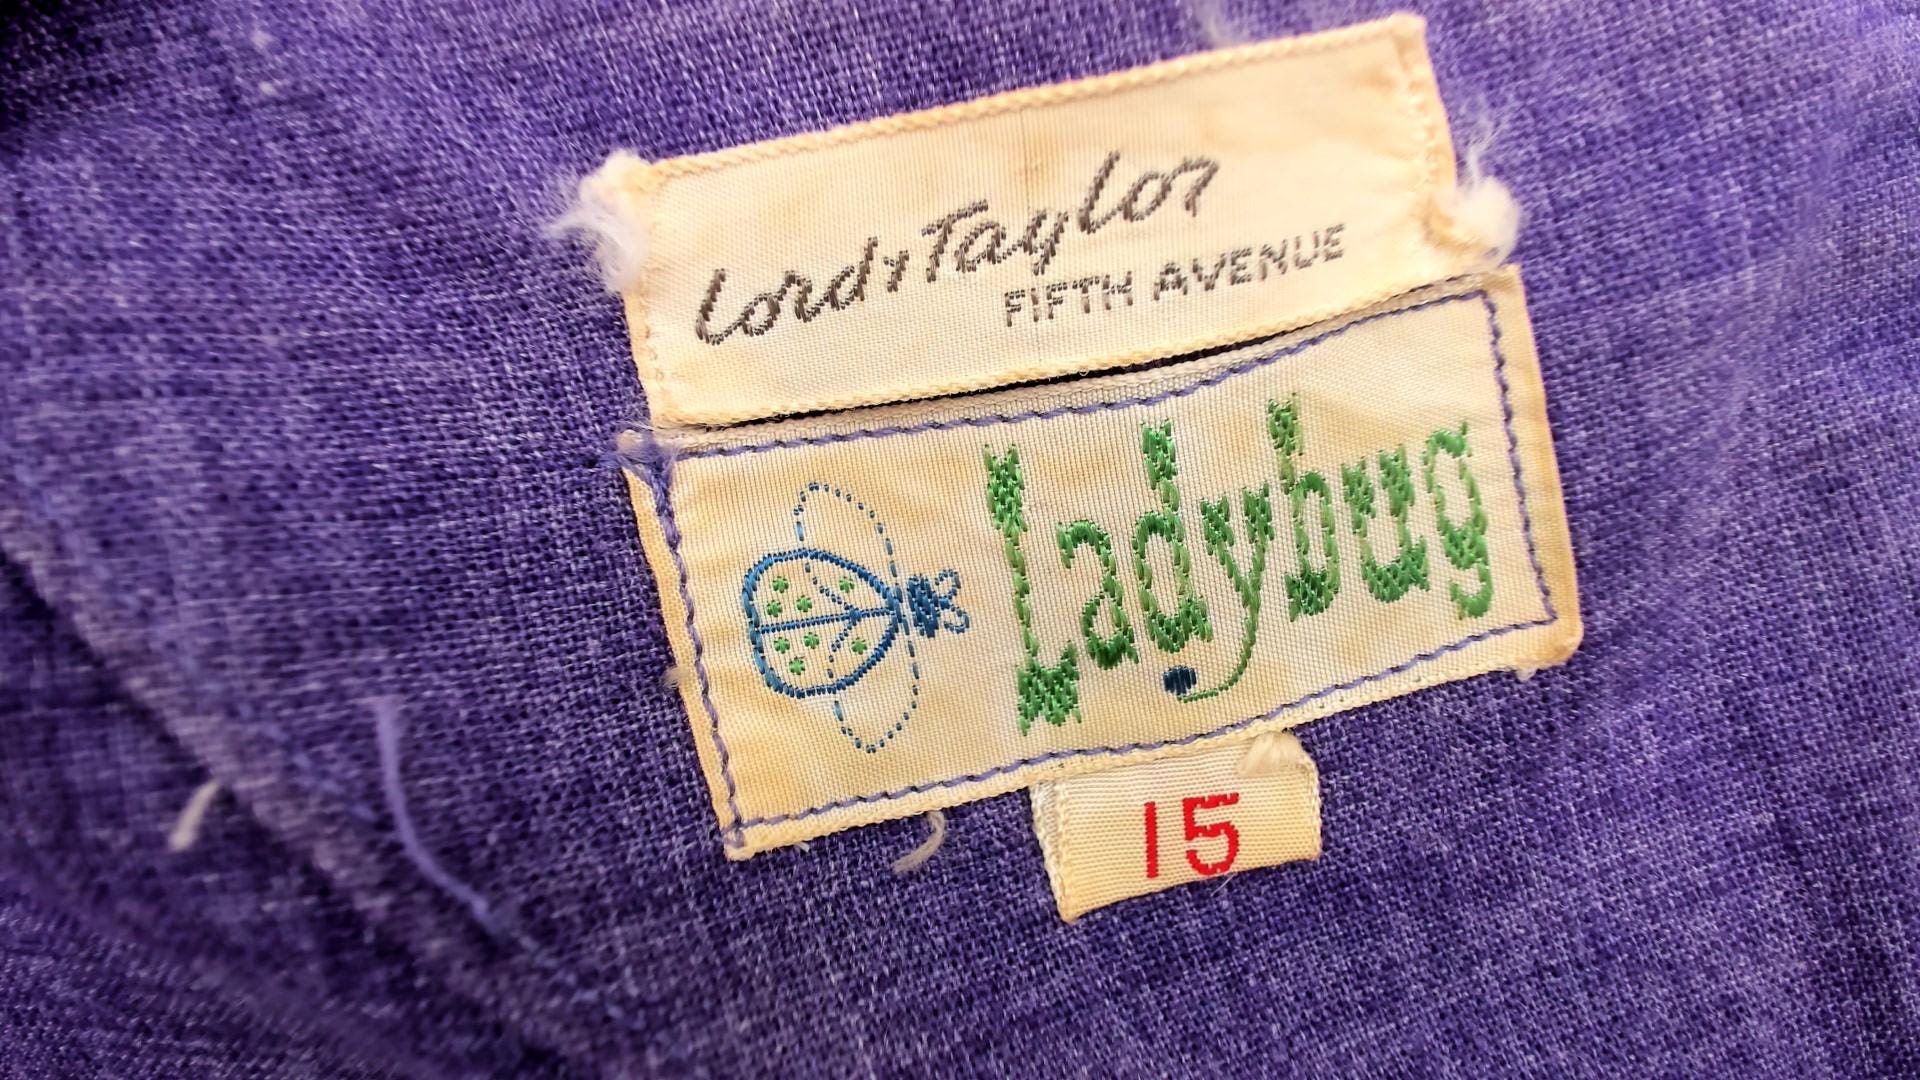 Lord & Taylor
FIFTH AVENUE
Ladybug
15